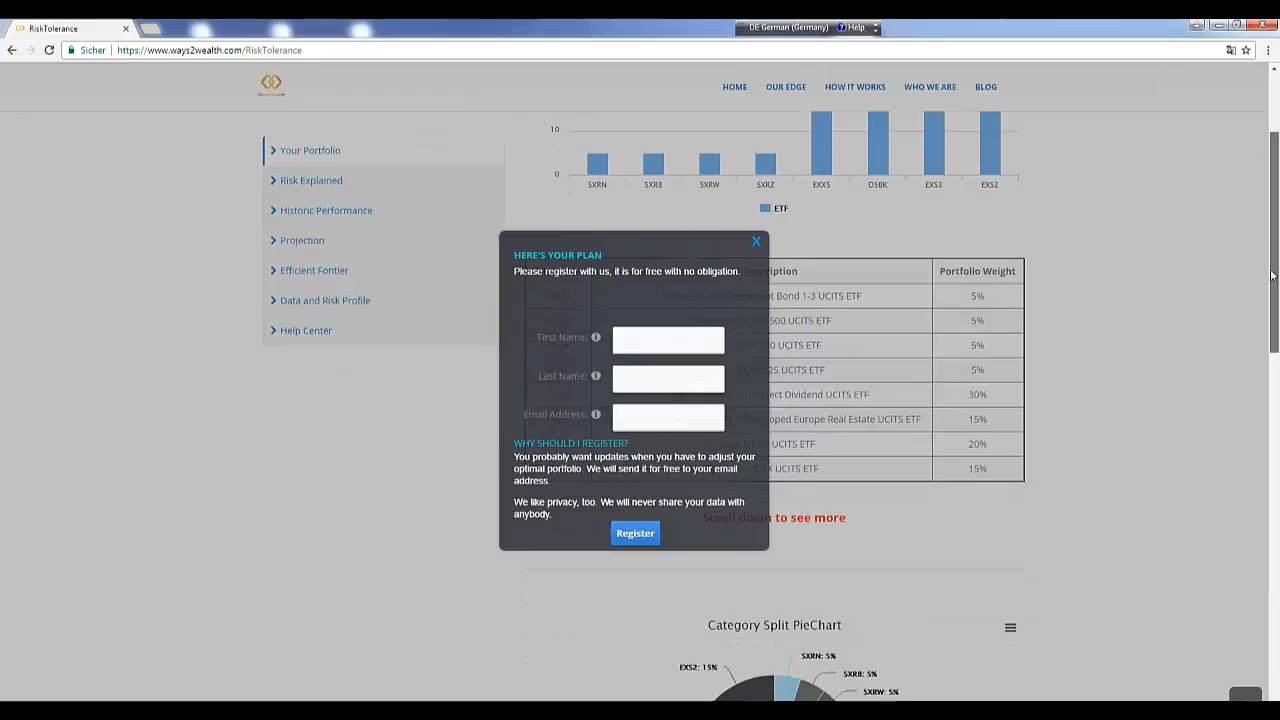 RiskTolerance
DE German (Germany) Help
Sicher https://www.ways2wealth.com/RiskTolerance
HOME OUR EDGE HOW IT WORKS WHO WE ARE BLOG
Your Portfolio
Risk Explained
Historic Performance
Projection
Efficient Fontier
Data and Risk Profile
Help Center
10
0
SXRN SXR8 SXRW SXRZ EXX5 D5BK EXS3 EXS2
ETF
X
HERE'S YOUR PLAN
Please register with us, it is for free with no obligation.
First Name:
Last Name:
Email Address:
WHY SHOULD I REGISTER?
You probably want updates when you have to adjust your
optimal portfolio. We will send it for free to your email
address.
We like privacy, too. We will never share your data with
anybody.
Register
Portfolio Weight
Bond 1-3 UCITS ETF 5%
500 UCITS ETF 5%
UCITS ETF 5%
UCITS ETF 5%
Dividend UCITS ETF 30%
Europe Real Estate UCITS ETF 15%
UCITS ETF 20%
UCITS ETF 15%
Scroll down to see more
Category Split PieChart
SXRN: 5%
EXS2: 15%
SXR8: 5%
SXRW: 5%